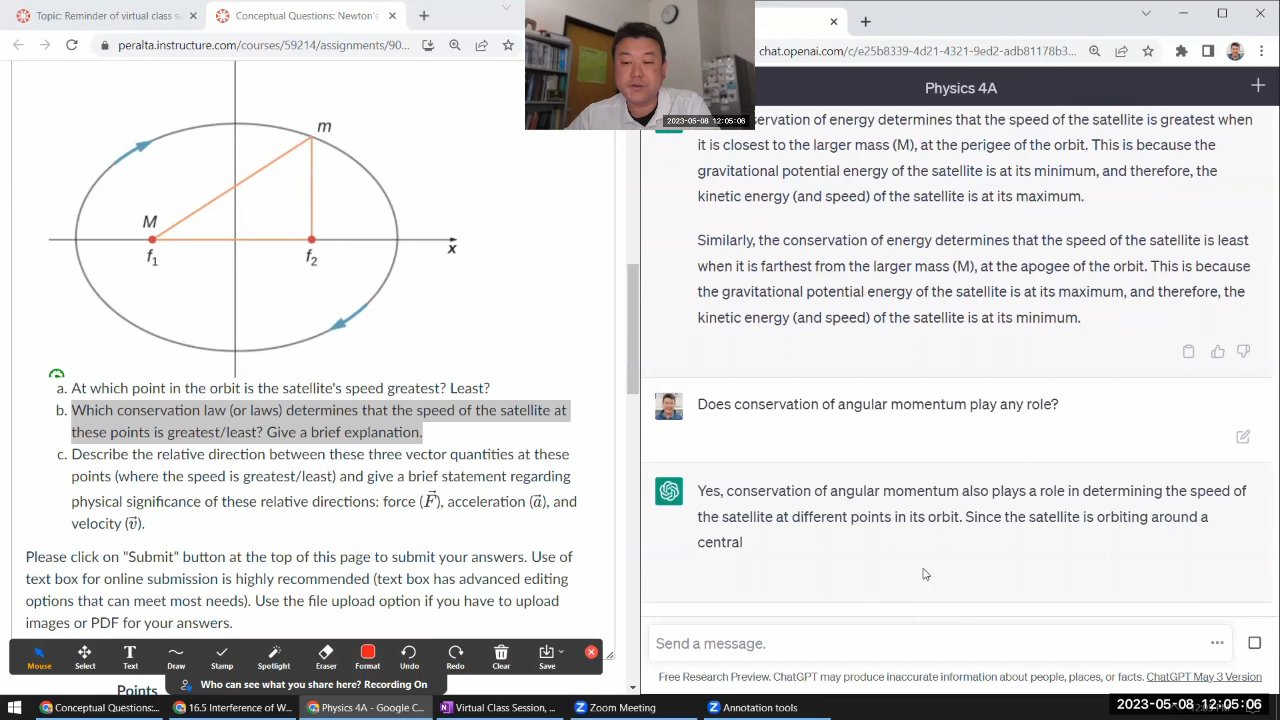 Topic: Reminder of virtual class s
Conceptual Questions: Newton's
peralta.instructure.com/courses/59214/assignments/90...
m
M
f1
f2
x
a. At which point in the orbit is the satellite's speed greatest? Least?
b. Which conservation law (or laws) determines that the speed of the satellite at
these points is greatest/least? Give a brief explanation.
c. Describe the relative direction between these three vector quantities at these
points (where the speed is greatest/least) and give a brief statement regarding
physical significance of these relative directions: force (F⃗), acceleration (a⃗), and
velocity (v⃗).
Please click on "Submit" button at the top of this page to submit your answers. Use of
text box for online submission is highly recommended (text box has advanced editing
options that can meet most needs). Use the file upload option if you have to upload
images or PDF for your answers.
Mouse
Select
Text
Draw
Stamp
Spotlight
Eraser
Format
Undo
Redo
Clear
Save
Who can see what you share here? Recording On
Points
2023-05-08 12:05:06
chat.openai.com/c/e25b8339-4d21-4321-9ed2-adb81178b3...
Physics 4A
servation of energy determines that the speed of the satellite is greatest when
it is closest to the larger mass (M), at the perigee of the orbit. This is because the
gravitational potential energy of the satellite is at its minimum, and therefore, the
kinetic energy (and speed) of the satellite is at its maximum.
Similarly, the conservation of energy determines that the speed of the satellite is least
when it is farthest from the larger mass (M), at the apogee of the orbit. This is because
the gravitational potential energy of the satellite is at its maximum, and therefore, the
kinetic energy (and speed) of the satellite is at its minimum.
Does conservation of angular momentum play any role?
Yes, conservation of angular momentum also plays a role in determining the speed of
the satellite at different points in its orbit. Since the satellite is orbiting around a
central
Send a message.
Free Research Preview. ChatGPT may produce inaccurate information about people, places, or facts. ChatGPT May 3 Version
Conceptual Questions:...
16.5 Interference of W...
Physics 4A - Google C...
Virtual Class Session, ...
Zoom Meeting
Annotation tools
2023-05-08 12:05:06